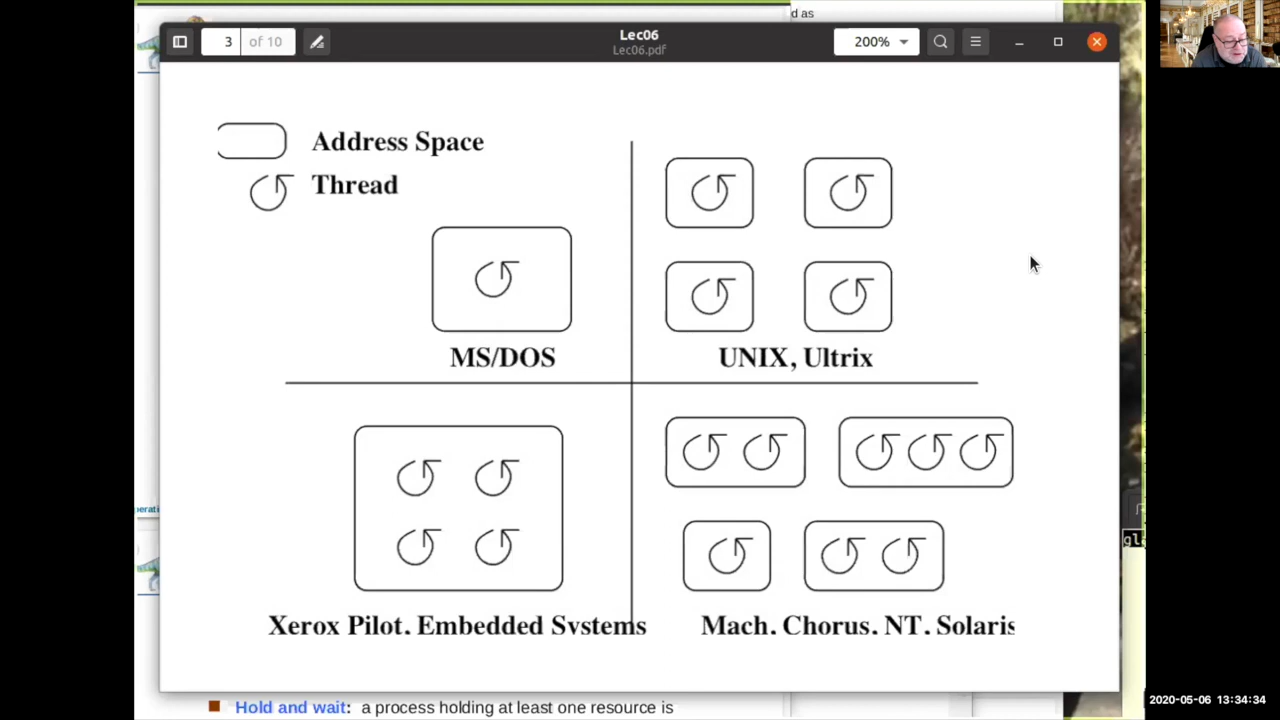 d as
3 of 10
Lec06
Lec06.pdf
200%
Address Space
Thread
MS/DOS
UNIX, Ultrix
Xerox Pilot, Embedded Systems
Mach, Chorus, NT, Solaris
perati
gl
Hold and wait: a process holding at least one resource is
2020-05-06 13:34:34